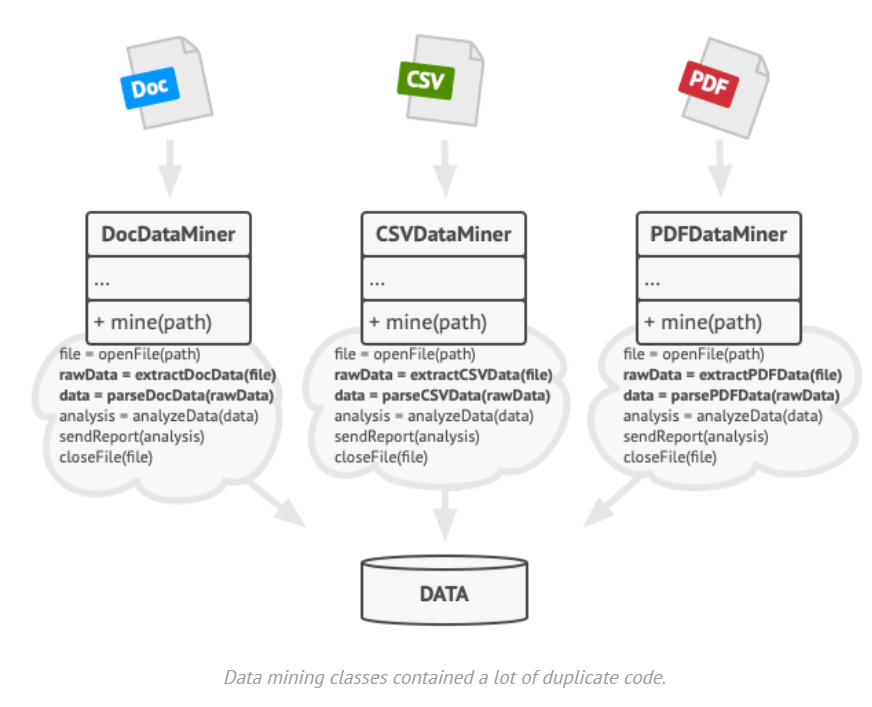 Doc
CSV
PDF
DocDataMiner
...
+ mine(path)
file = openFile(path)
rawData = extractDocData(file)
data = parseDocData(rawData)
analysis = analyzeData(data)
sendReport(analysis)
closeFile(file)
CSVDataMiner
...
+ mine(path)
file = openFile(path)
rawData = extractCSVData(file)
data = parseCSVData(rawData)
analysis = analyzeData(data)
sendReport(analysis)
closeFile(file)
PDFDataMiner
...
+ mine(path)
file = openFile(path)
rawData = extractPDFData(file)
data = parsePDFData(rawData)
analysis = analyzeData(data)
sendReport(analysis)
closeFile(file)
DATA
Data mining classes contained a lot of duplicate code.